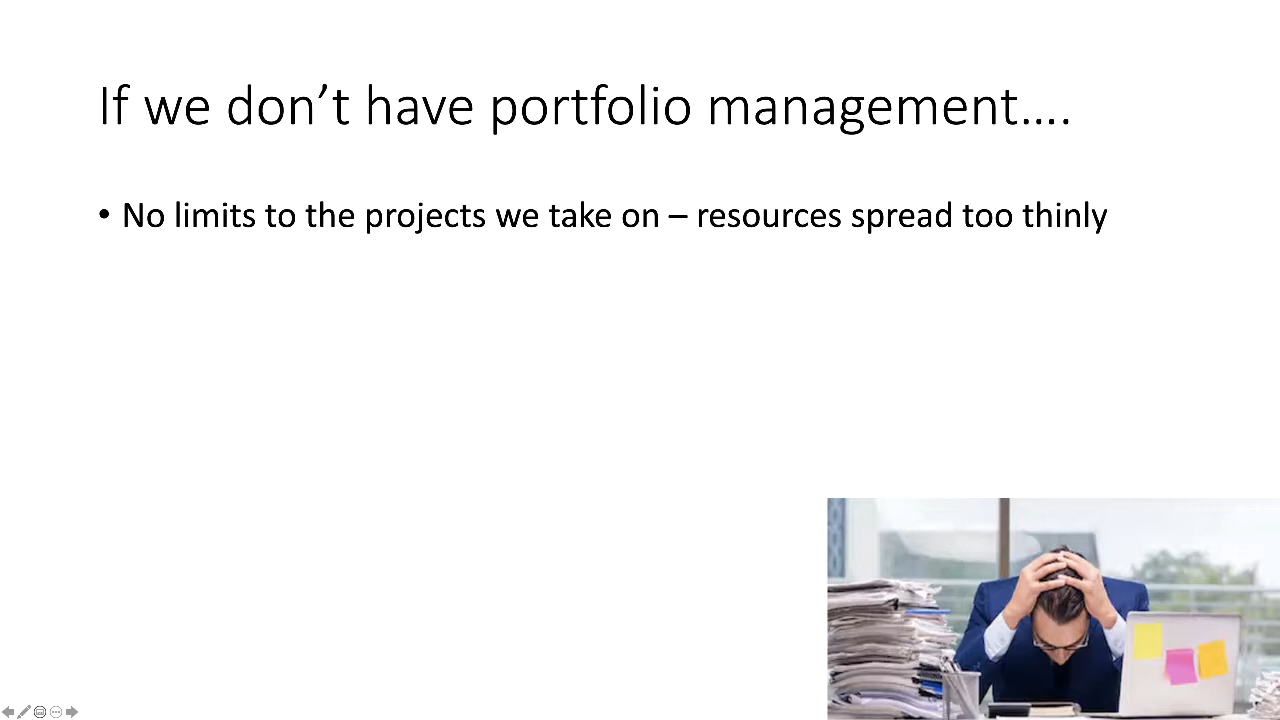 If we don’t have portfolio management....
• No limits to the projects we take on – resources spread too thinly